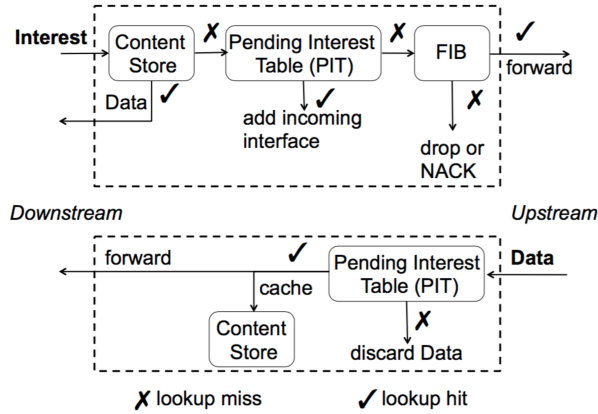 Interest
Content
Store
Pending Interest
Table (PIT)
FIB
forward
Data
add incoming
interface
drop or
NACK
Downstream
Upstream
forward
Data
Pending Interest
Table (PIT)
cache
Content
Store
discard Data
✗ lookup miss
✓ lookup hit